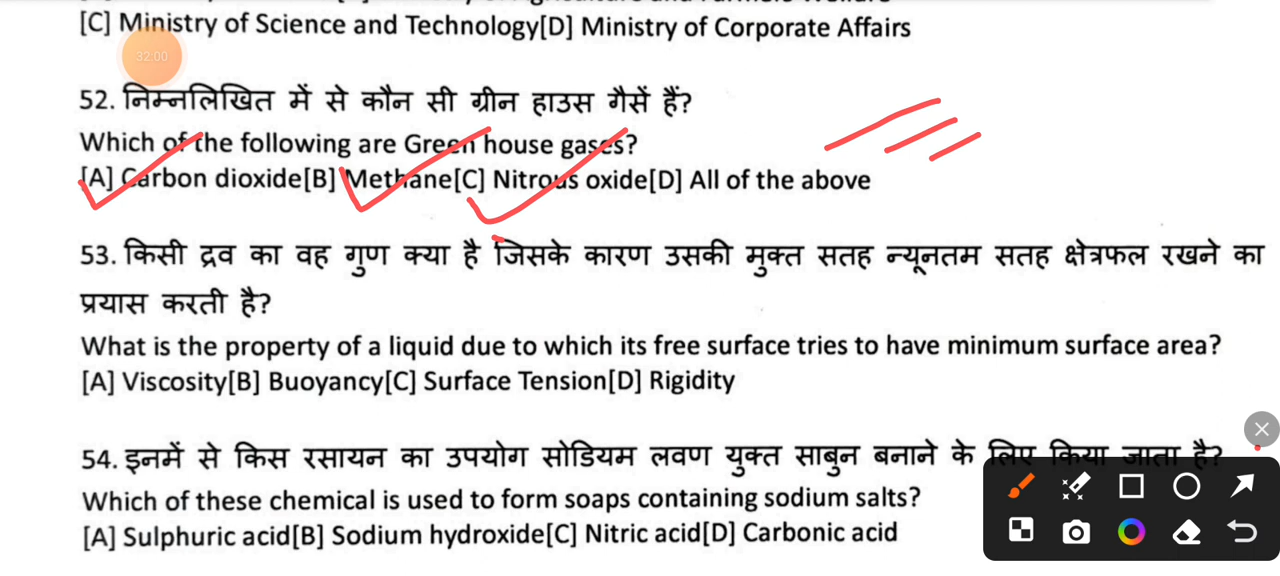 [C] Ministry of Science and Technology[D] Ministry of Corporate Affairs
32:00
52. निम्नलिखित में से कौन सी ग्रीन हाउस गैसें हैं?
Which of the following are Green house gases?
[A] Carbon dioxide[B] Methane[C] Nitrous oxide[D] All of the above
53. किसी द्रव का वह गुण क्या है जिसके कारण उसकी मुक्त सतह न्यूनतम सतह क्षेत्रफल रखने का
प्रयास करती है?
What is the property of a liquid due to which its free surface tries to have minimum surface area?
[A] Viscosity[B] Buoyancy[C] Surface Tension[D] Rigidity
54. इनमें से किस रसायन का उपयोग सोडियम लवण युक्त साबुन बनाने के लिए किया जाता है?
Which of these chemical is used to form soaps containing sodium salts?
[A] Sulphuric acid[B] Sodium hydroxide[C] Nitric acid[D] Carbonic acid